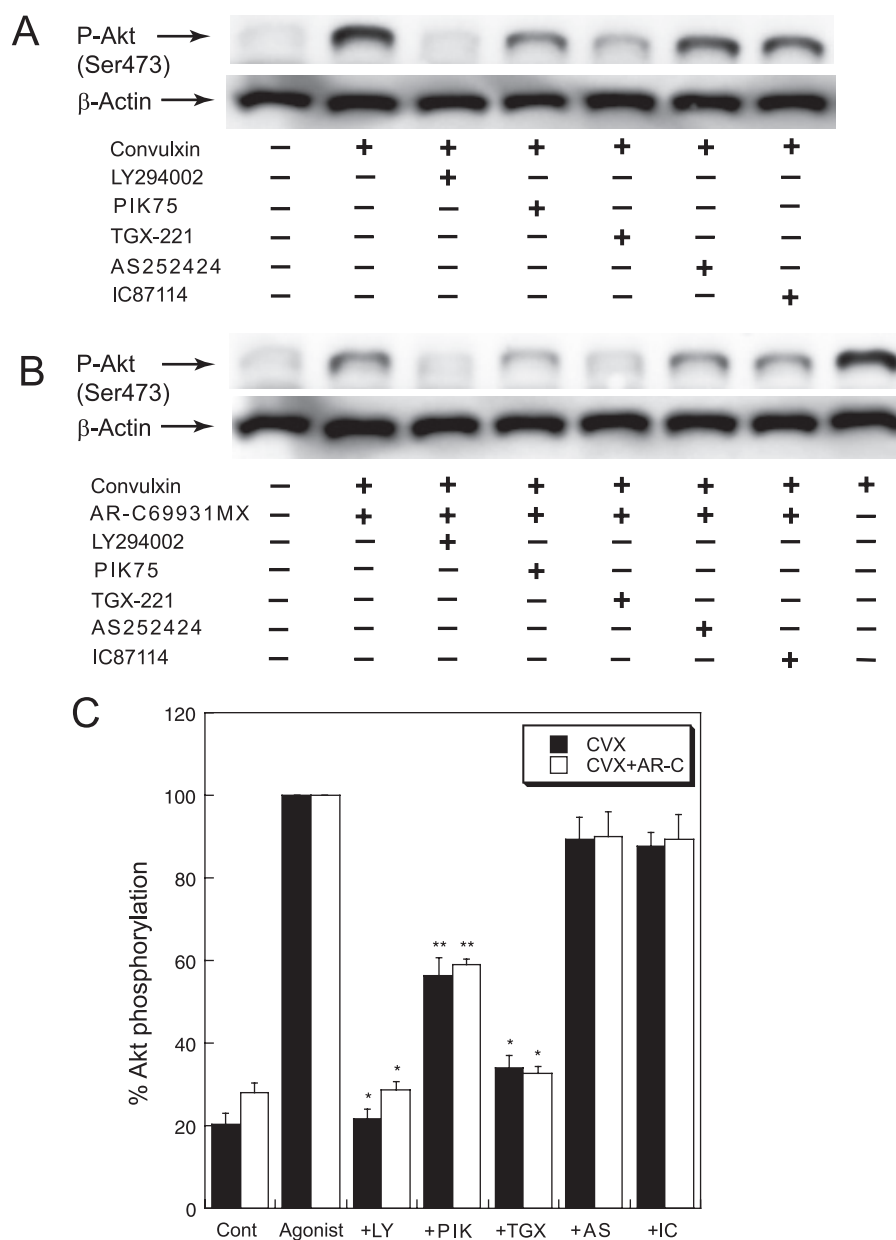 A
P-Akt
(Ser473)
β-Actin
Convulxin − + + + + + +
LY294002 − − + − − − −
PIK75 − − − + − − −
TGX-221 − − − − + − −
AS252424 − − − − − + −
IC87114 − − − − − − +
B
P-Akt
(Ser473)
β-Actin
Convulxin − + + + + + + +
AR-C69931MX − + + + + + + −
LY294002 − − + − − − − −
PIK75 − − − + − − − −
TGX-221 − − − − + − − −
AS252424 − − − − − + − −
IC87114 − − − − − − + −
C
120
CVX
CVX+AR-C
100
80
60
40
20
0
% Akt phosphorylation
* * ** ** * *
Cont Agonist +LY +PIK +TGX +AS +IC